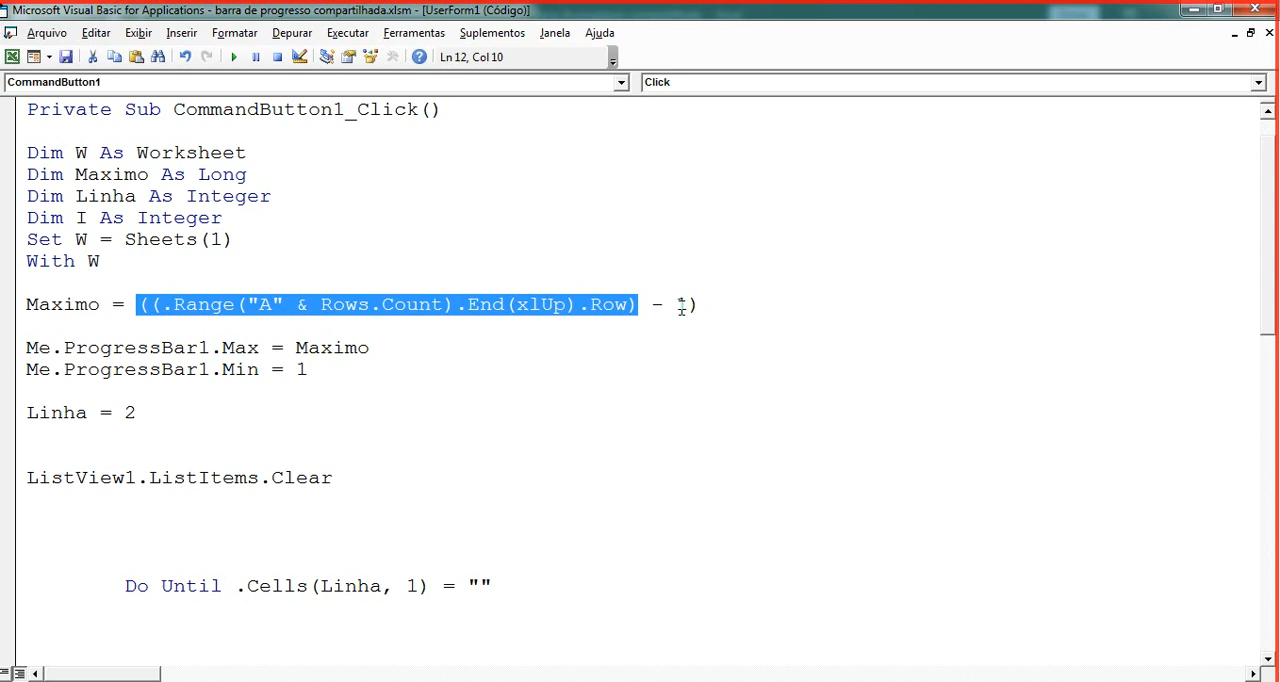 Microsoft Visual Basic for Applications - barra de progresso compartilhada.xlsm - [UserForm1 (Código)]
Arquivo Editar Exibir Inserir Formatar Depurar Executar Ferramentas Suplementos Janela Ajuda
Ln 12, Col 10
CommandButton1 Click
Private Sub CommandButton1_Click()
Dim W As Worksheet
Dim Maximo As Long
Dim Linha As Integer
Dim I As Integer
Set W = Sheets(1)
With W
Maximo = ((.Range("A" & Rows.Count).End(xlUp).Row) - )
Me.ProgressBar1.Max = Maximo
Me.ProgressBar1.Min = 1
Linha = 2
ListView1.ListItems.Clear
Do Until .Cells(Linha, 1) = ""